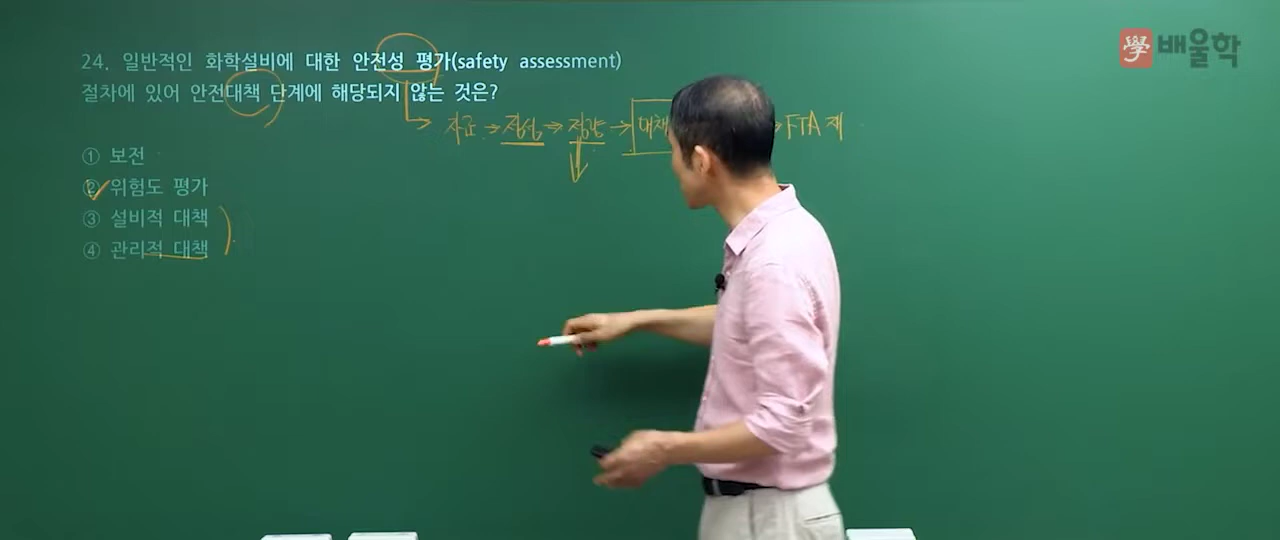 學 배울학
24. 일반적인 화학설비에 대한 안전성 평가(safety assessment)
절차에 있어 안전대책 단계에 해당되지 않는 것은?
자료 → 정성 → 정량 → 대책 → FTA 재
① 보전
② 위험도 평가
③ 설비적 대책
④ 관리적 대책